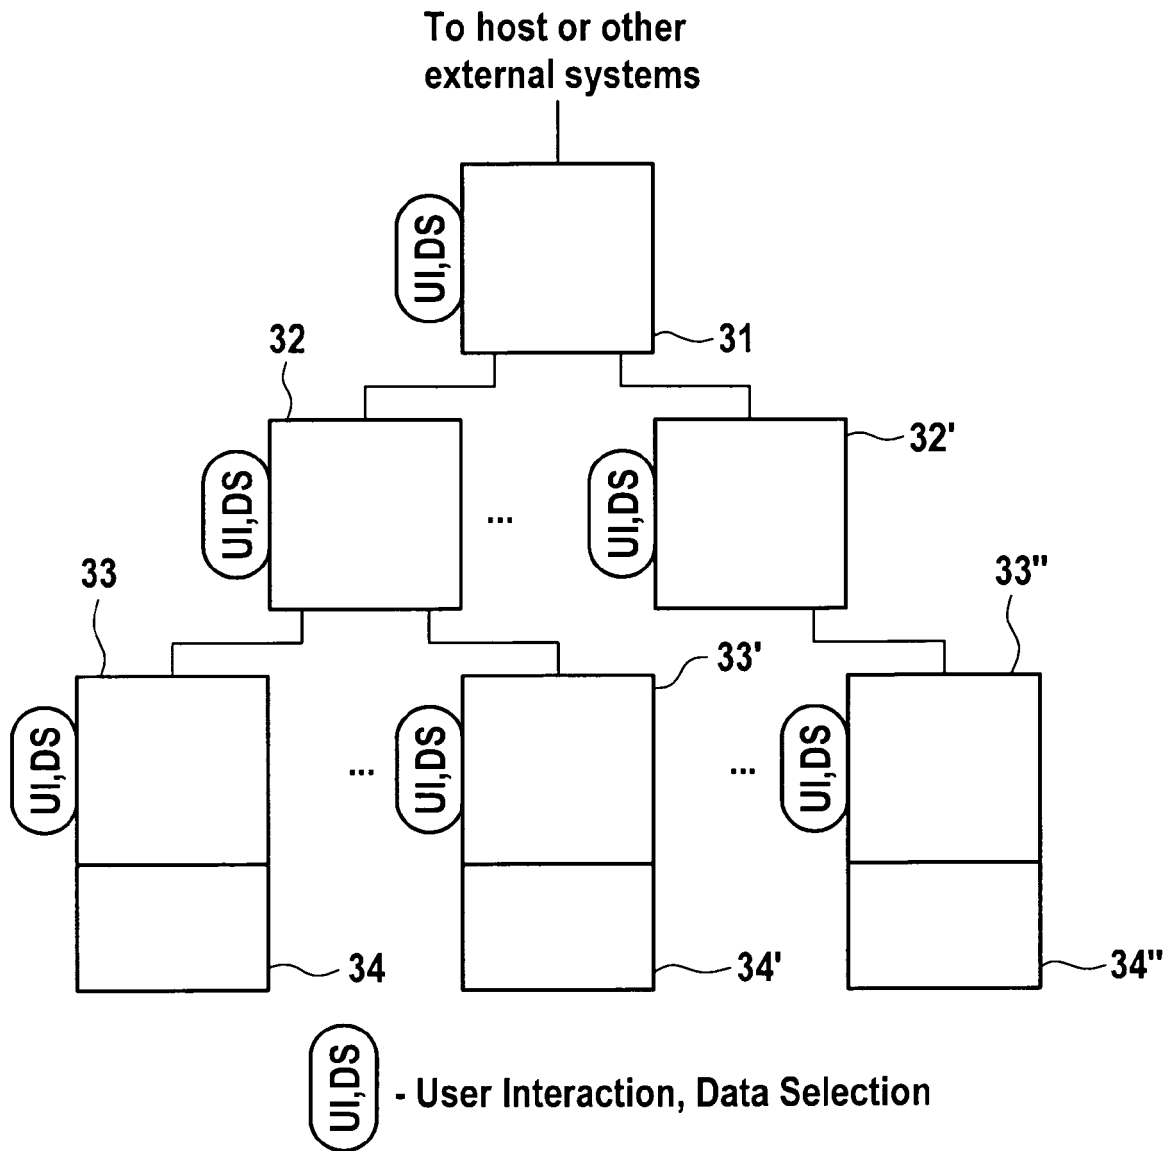 To host or other
external systems
UI,DS
31
32
32'
UI,DS
...
UI,DS
33
33'
33"
UI,DS
...
UI,DS
...
UI,DS
34
34'
34"
UI,DS
- User Interaction, Data Selection